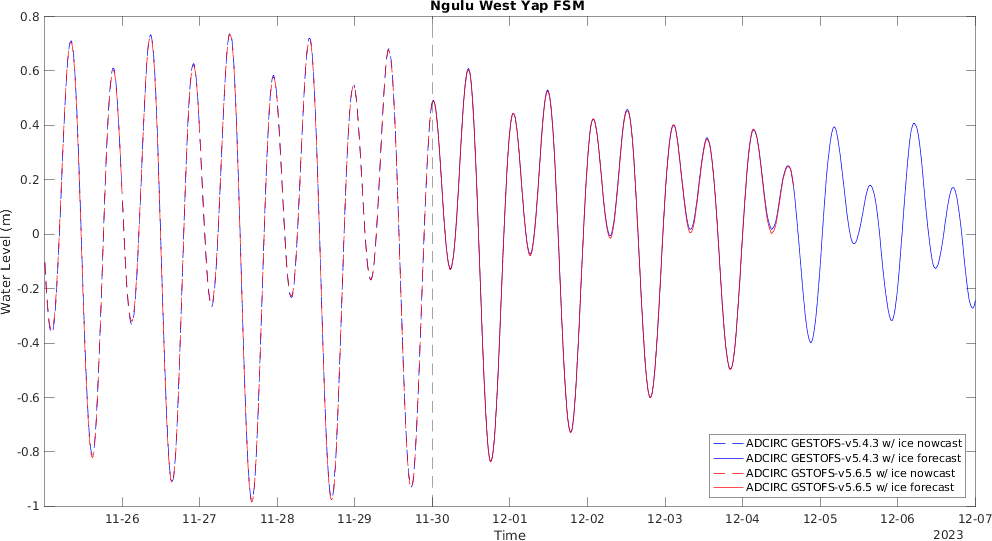 Ngulu West Yap FSM
0.8
0.6
0.4
0.2
0
-0.2
-0.4
-0.6
-0.8
-1
Water Level (m)
ADCIRC GESTOFS-v5.4.3 w/ ice nowcast
ADCIRC GESTOFS-v5.4.3 w/ ice forecast
ADCIRC GSTOFS-v5.6.5 w/ ice nowcast
ADCIRC GSTOFS-v5.6.5 w/ ice forecast
11-26 11-27 11-28 11-29 11-30 12-01 12-02 12-03 12-04 12-05 12-06 12-07
Time
2023